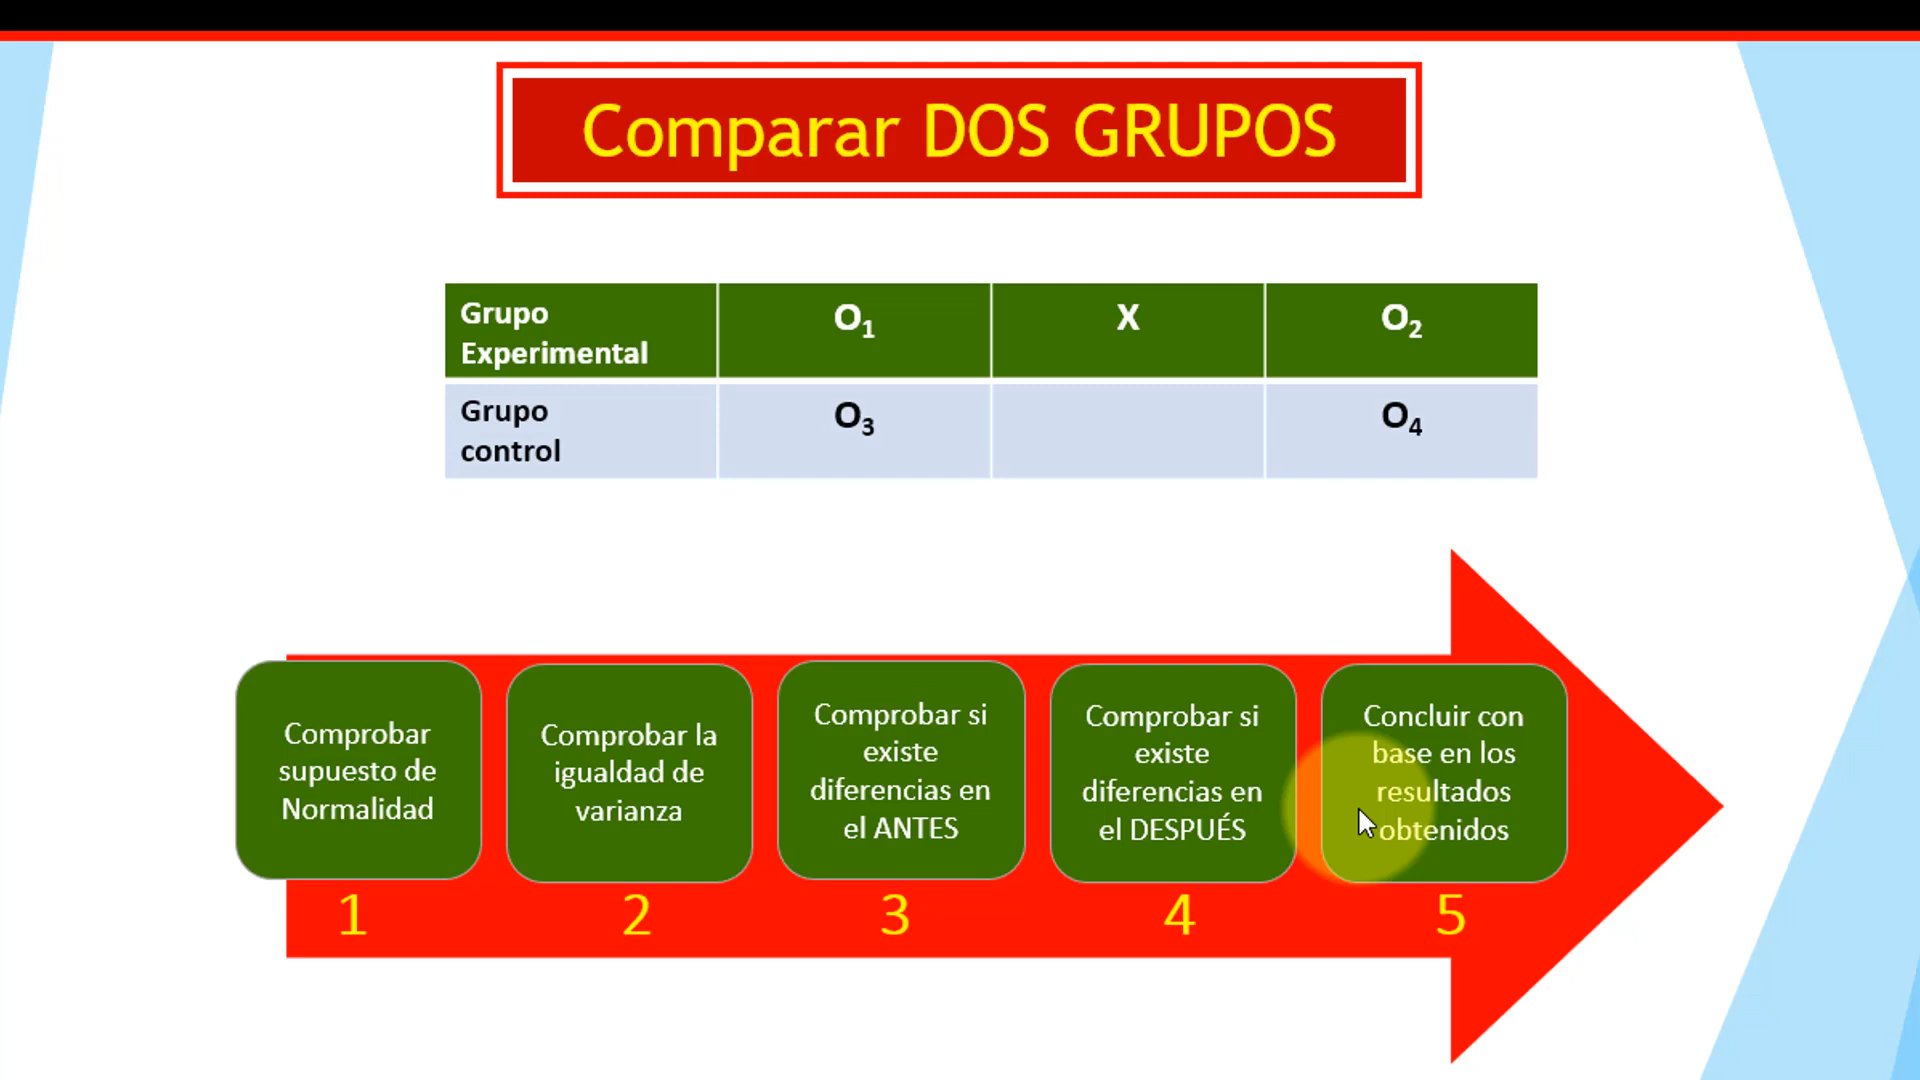 Comparar DOS GRUPOS
Grupo
Experimental
O₁
X
O₂
Grupo
control
O₃
O₄
Comprobar
supuesto de
Normalidad
Comprobar la
igualdad de
varianza
Comprobar si
existe
diferencias en
el ANTES
Comprobar si
existe
diferencias en
el DESPUÉS
Concluir con
base en los
resultados
obtenidos
1
2
3
4
5